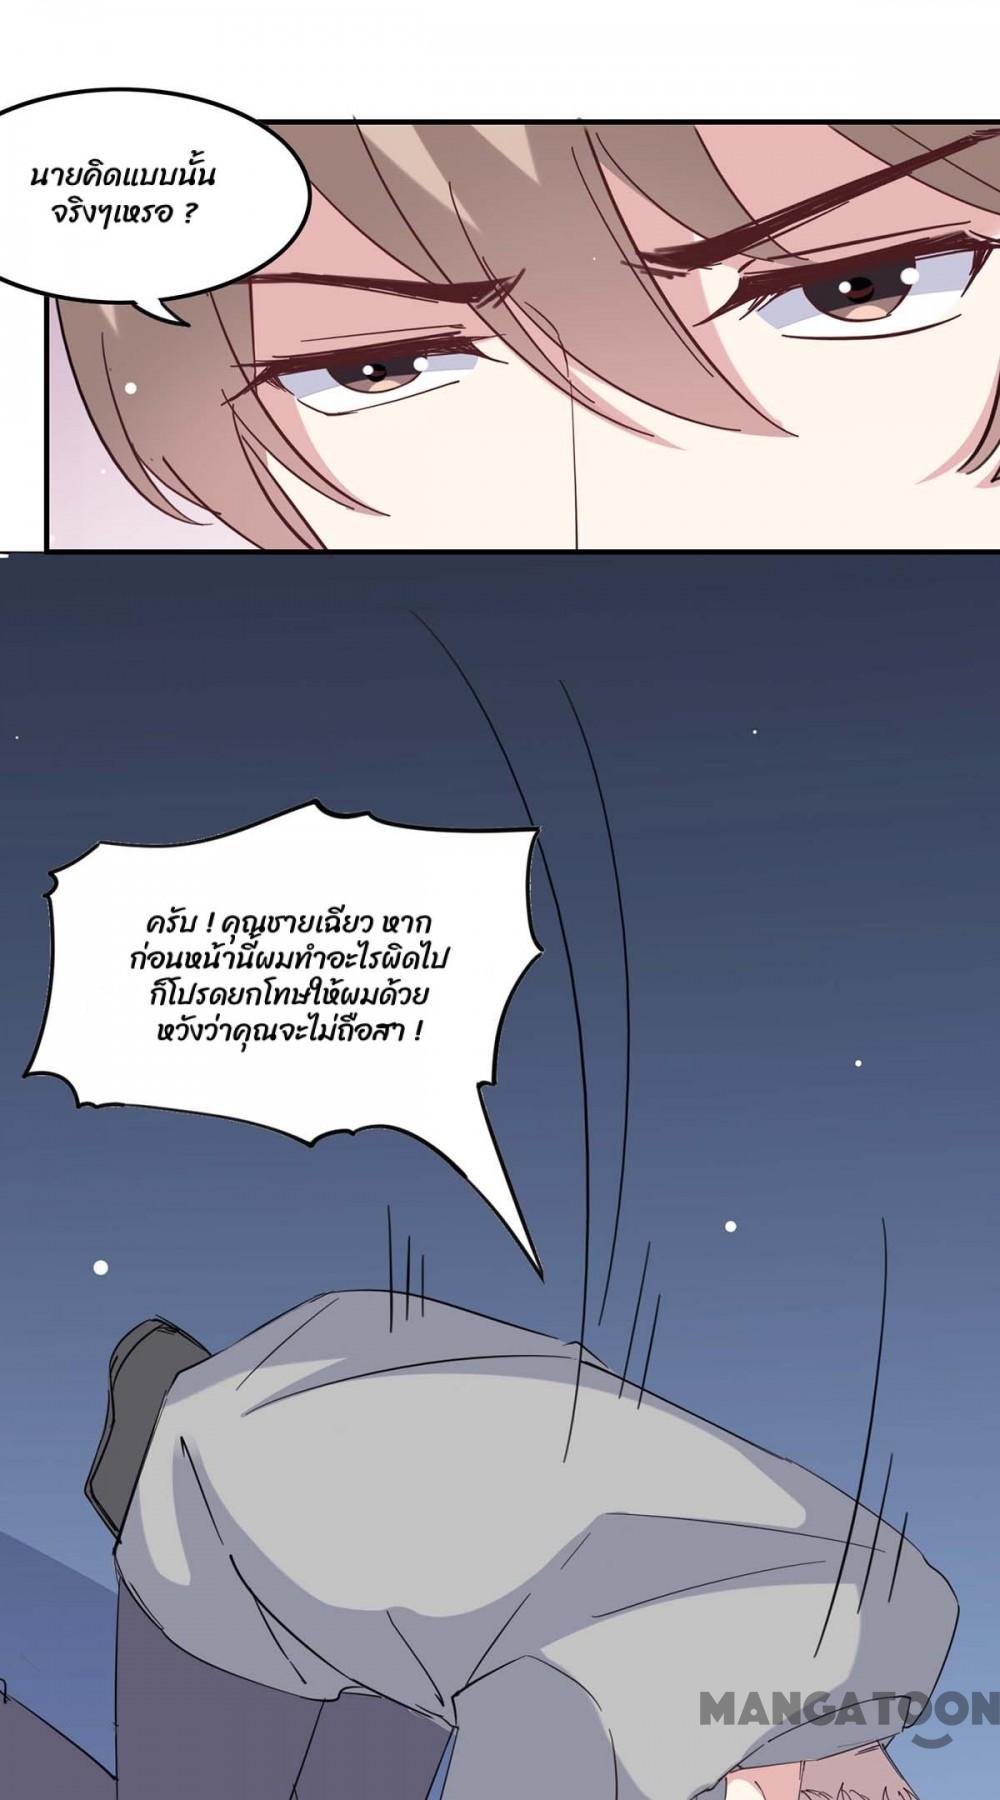 นายคิดแบบนั้น
จริงๆเหรอ ?
ครับ ! คุณชายเฉียว หาก
ก่อนหน้านี้ผมทำอะไรผิดไป
ก็โปรดยกโทษให้ผมด้วย
หวังว่าคุณจะไม่ถือสา !
MANGATOON